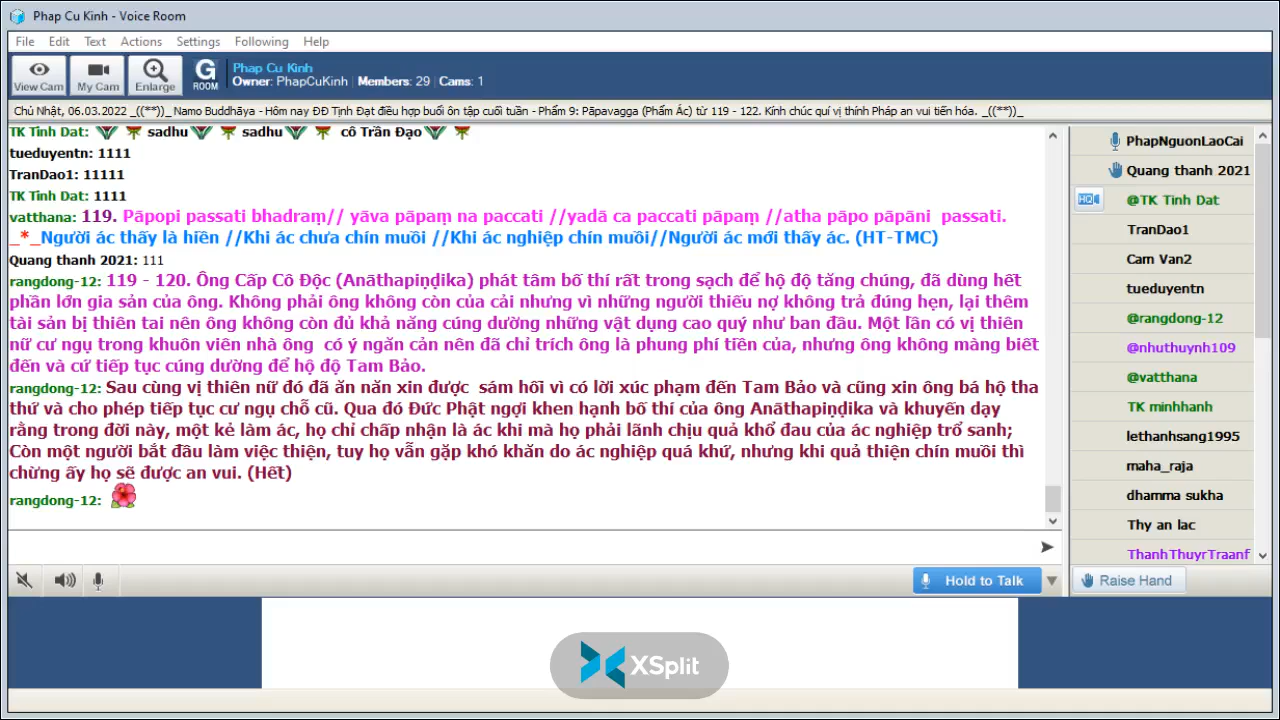 Phap Cu Kinh - Voice Room
File Edit Text Actions Settings Following Help
View Cam My Cam Enlarge G ROOM
Phap Cu Kinh
Owner: PhapCuKinh | Members: 29 | Cams: 1
Chủ Nhật, 06.03.2022 _((**))_ Namo Buddhāya - Hôm nay ĐĐ Tịnh Đạt điều hợp buổi ôn tập cuối tuần - Phẩm 9: Pāpavagga (Phẩm Ác) từ 119 - 122. Kính chúc quí vị thính Pháp an vui tiến hóa. _((**))_
TK Tinh Dat: sadhu sadhu cô Trần Đạo
tueduyentn: 1111
TranDao1: 11111
TK Tinh Dat: 1111
vatthana: 119. Pāpopi passati bhadraṃ// yāva pāpaṃ na paccati //yadā ca paccati pāpaṃ //atha pāpo pāpāni passati.
_*_Người ác thấy là hiền //Khi ác chưa chín muồi //Khi ác nghiệp chín muồi//Người ác mới thấy ác. (HT-TMC)
Quang thanh 2021: 111
rangdong-12: 119 - 120. Ông Cấp Cô Độc (Anāthapiṇḍika) phát tâm bố thí rất trong sạch để hộ độ tăng chúng, đã dùng hết
phần lớn gia sản của ông. Không phải ông không còn của cải nhưng vì những người thiếu nợ không trả đúng hẹn, lại thêm
tài sản bị thiên tai nên ông không còn đủ khả năng cúng dường những vật dụng cao quý như ban đầu. Một lần có vị thiên
nữ cư ngụ trong khuôn viên nhà ông có ý ngăn cản nên đã chỉ trích ông là phung phí tiền của, nhưng ông không màng biết
đến và cứ tiếp tục cúng dường để hộ độ Tam Bảo.
rangdong-12: Sau cùng vị thiên nữ đó đã ăn năn xin được sám hối vì có lời xúc phạm đến Tam Bảo và cũng xin ông bá hộ tha
thứ và cho phép tiếp tục cư ngụ chỗ cũ. Qua đó Đức Phật ngợi khen hạnh bố thí của ông Anāthapiṇḍika và khuyến dạy
rằng trong đời này, một kẻ làm ác, họ chỉ chấp nhận là ác khi mà họ phải lãnh chịu quả khổ đau của ác nghiệp trổ sanh;
Còn một người bắt đầu làm việc thiện, tuy họ vẫn gặp khó khăn do ác nghiệp quá khứ, nhưng khi quả thiện chín muồi thì
chừng ấy họ sẽ được an vui. (Hết)
rangdong-12:
Hold to Talk
PhapNguonLaoCai
Quang thanh 2021
HQ @TK Tinh Dat
TranDao1
Cam Van2
tueduyentn
@rangdong-12
@nhuthuynh109
@vatthana
TK minhhanh
lethanhsang1995
maha_raja
dhamma sukha
Thy an lac
ThanhThuyrTraanf
Raise Hand
XSplit